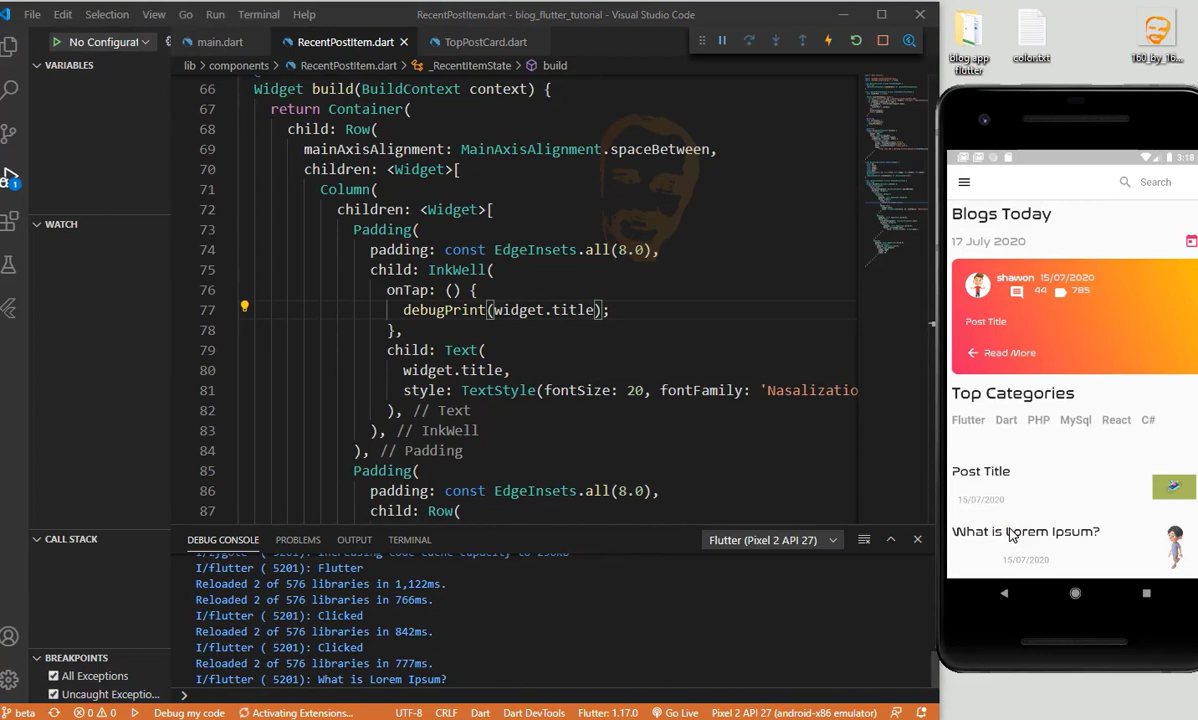 File Edit Selection View Go Run Terminal Help
RecentPostItem.dart - blog_flutter_tutorial - Visual Studio Code
No Configurat
main.dart
RecentPostItem.dart
TopPostCard.dart
VARIABLES
WATCH
CALL STACK
BREAKPOINTS
All Exceptions
Uncaught Exceptio...
lib > components > RecentPostItem.dart > _RecentItemState > build
66 Widget build(BuildContext context) {
67 return Container(
68 child: Row(
69 mainAxisAlignment: MainAxisAlignment.spaceBetween,
70 children: <Widget>[
71 Column(
72 children: <Widget>[
73 Padding(
74 padding: const EdgeInsets.all(8.0),
75 child: InkWell(
76 onTap: () {
77 debugPrint(widget.title);
78 },
79 child: Text(
80 widget.title,
81 style: TextStyle(fontSize: 20, fontFamily: 'Nasalizatio
82 ), // Text
83 ), // InkWell
84 ), // Padding
85 Padding(
86 padding: const EdgeInsets.all(8.0),
87 child: Row(
DEBUG CONSOLE PROBLEMS OUTPUT TERMINAL
Flutter (Pixel 2 API 27)
I/flutter ( 5201): Flutter
Reloaded 2 of 576 libraries in 1,122ms.
Reloaded 2 of 576 libraries in 766ms.
I/flutter ( 5201): Clicked
Reloaded 2 of 576 libraries in 842ms.
I/flutter ( 5201): Clicked
Reloaded 2 of 576 libraries in 777ms.
I/flutter ( 5201): What is Lorem Ipsum?
beta 0 0 Debug my code Activating Extensions... UTF-8 CRLF Dart Dart DevTools Flutter: 1.17.0 Go Live Pixel 2 API 27 (android-x86 emulator)
1
blog app
flutter
color.txt
160_by_16...
3:18
Search
Blogs Today
17 July 2020
shawon 15/07/2020
44 785
Post Title
Read More
Top Categories
Flutter Dart PHP MySql React C#
Post Title
15/07/2020
What is Lorem Ipsum?
15/07/2020